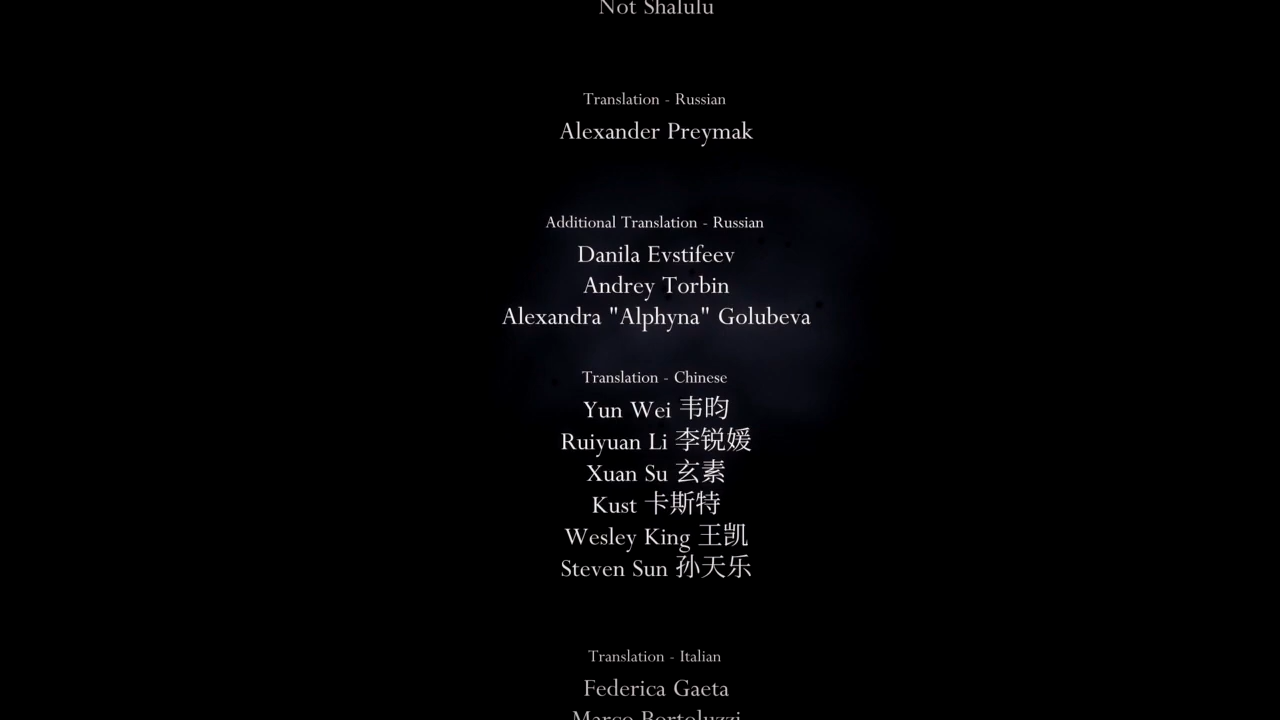 Not Shalulu
Translation - Russian
Alexander Preymak
Additional Translation - Russian
Danila Evstifeev
Andrey Torbin
Alexandra "Alphyna" Golubeva
Translation - Chinese
Yun Wei 韦昀
Ruiyuan Li 李锐媛
Xuan Su 玄素
Kust 卡斯特
Wesley King 王凯
Steven Sun 孙天乐
Translation - Italian
Federica Gaeta
Marco Bortoluzzi